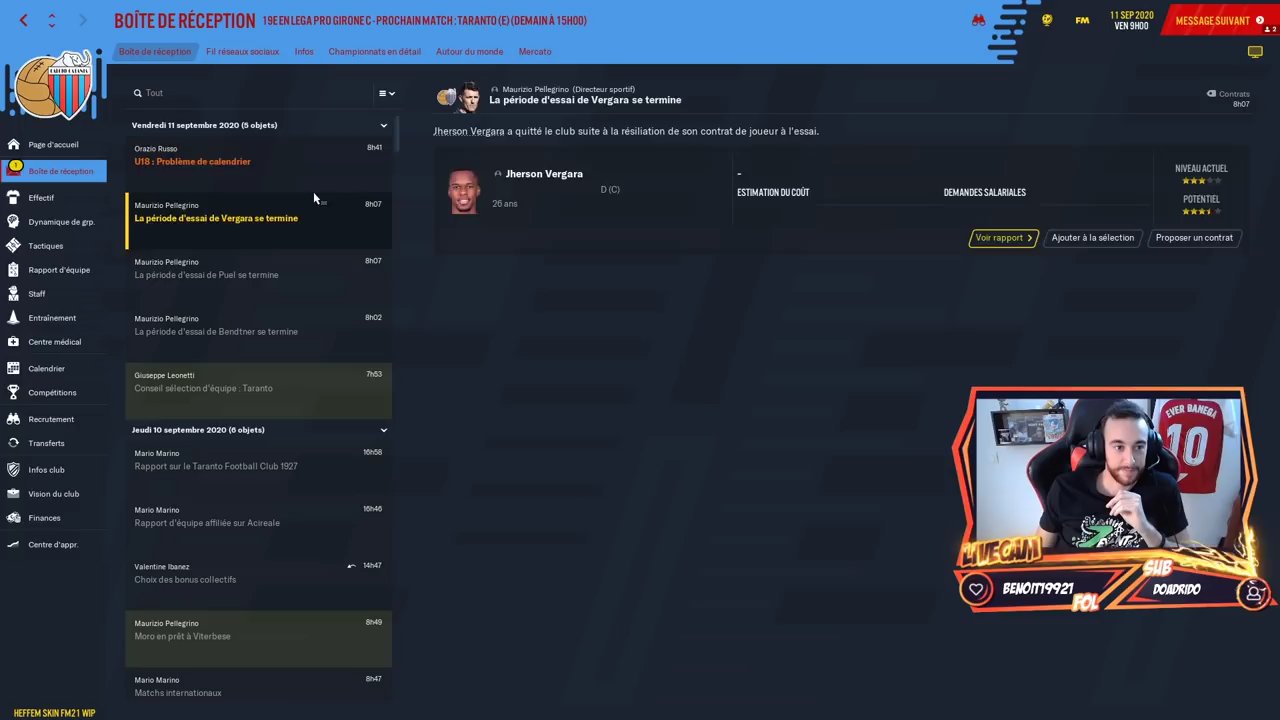 BOÎTE DE RÉCEPTION
19E EN LEGA PRO GIRONE C - PROCHAIN MATCH : TARANTO (E) (DEMAIN À 15H00)
FM
11 SEP 2020
VEN 9H00
MESSAGE SUIVANT
2
Boîte de réception
Fil réseaux sociaux
Infos
Championnats en détail
Autour du monde
Mercato
Page d'accueil
1
Boîte de réception
Effectif
Dynamique de grp.
Tactiques
Rapport d'équipe
Staff
Entraînement
Centre médical
Calendrier
Compétitions
Recrutement
Transferts
Infos club
Vision du club
Finances
Centre d'appr.
HEFFEM SKIN FM21 WIP
Tout
Vendredi 11 septembre 2020 (5 objets)
Orazio Russo
8h41
U18 : Problème de calendrier
Maurizio Pellegrino
8h07
La période d'essai de Vergara se termine
Maurizio Pellegrino
8h07
La période d'essai de Puel se termine
Maurizio Pellegrino
8h02
La période d'essai de Bendtner se termine
Giuseppe Leonetti
7h53
Conseil sélection d'équipe : Taranto
Jeudi 10 septembre 2020 (6 objets)
Mario Marino
16h58
Rapport sur le Taranto Football Club 1927
Mario Marino
16h46
Rapport d'équipe affiliée sur Acireale
Valentine Ibanez
14h47
Choix des bonus collectifs
Maurizio Pellegrino
8h49
Moro en prêt à Viterbese
Mario Marino
8h47
Matchs internationaux
Maurizio Pellegrino (Directeur sportif)
La période d'essai de Vergara se termine
Contrats
8h07
Jherson Vergara a quitté le club suite à la résiliation de son contrat de joueur à l'essai.
Jherson Vergara
D (C)
26 ans
-
ESTIMATION DU COÛT
DEMANDES SALARIALES
NIVEAU ACTUEL
POTENTIEL
Voir rapport
Ajouter à la sélection
Proposer un contrat
EVER BANEGA
10
LIVECAM
SUB
BENOIT19921
FOL
DOADRIDO